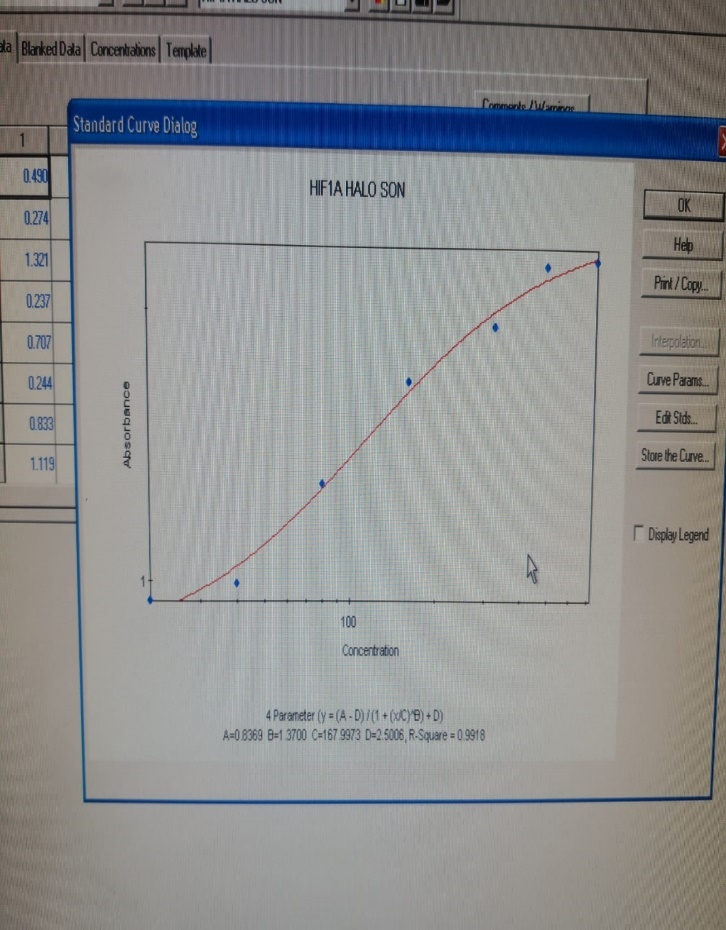 Blanked Data
Concentrations
Template
Comments / Warnings
Standard Curve Dialog
1
0.490
0.274
1.321
0.237
0.707
0.244
0.833
1.119
HIF1A HALO SON
Absorbance
1
100
Concentration
4 Parameter (y = (A - D) / (1 + (x/C)^B) + D)
A=0.8369 B=1.3700 C=167.9973 D=2.5006, R-Square = 0.9918
OK
Help
Print / Copy...
Interpolation...
Curve Params...
Edit Stds...
Store the Curve...
Display Legend